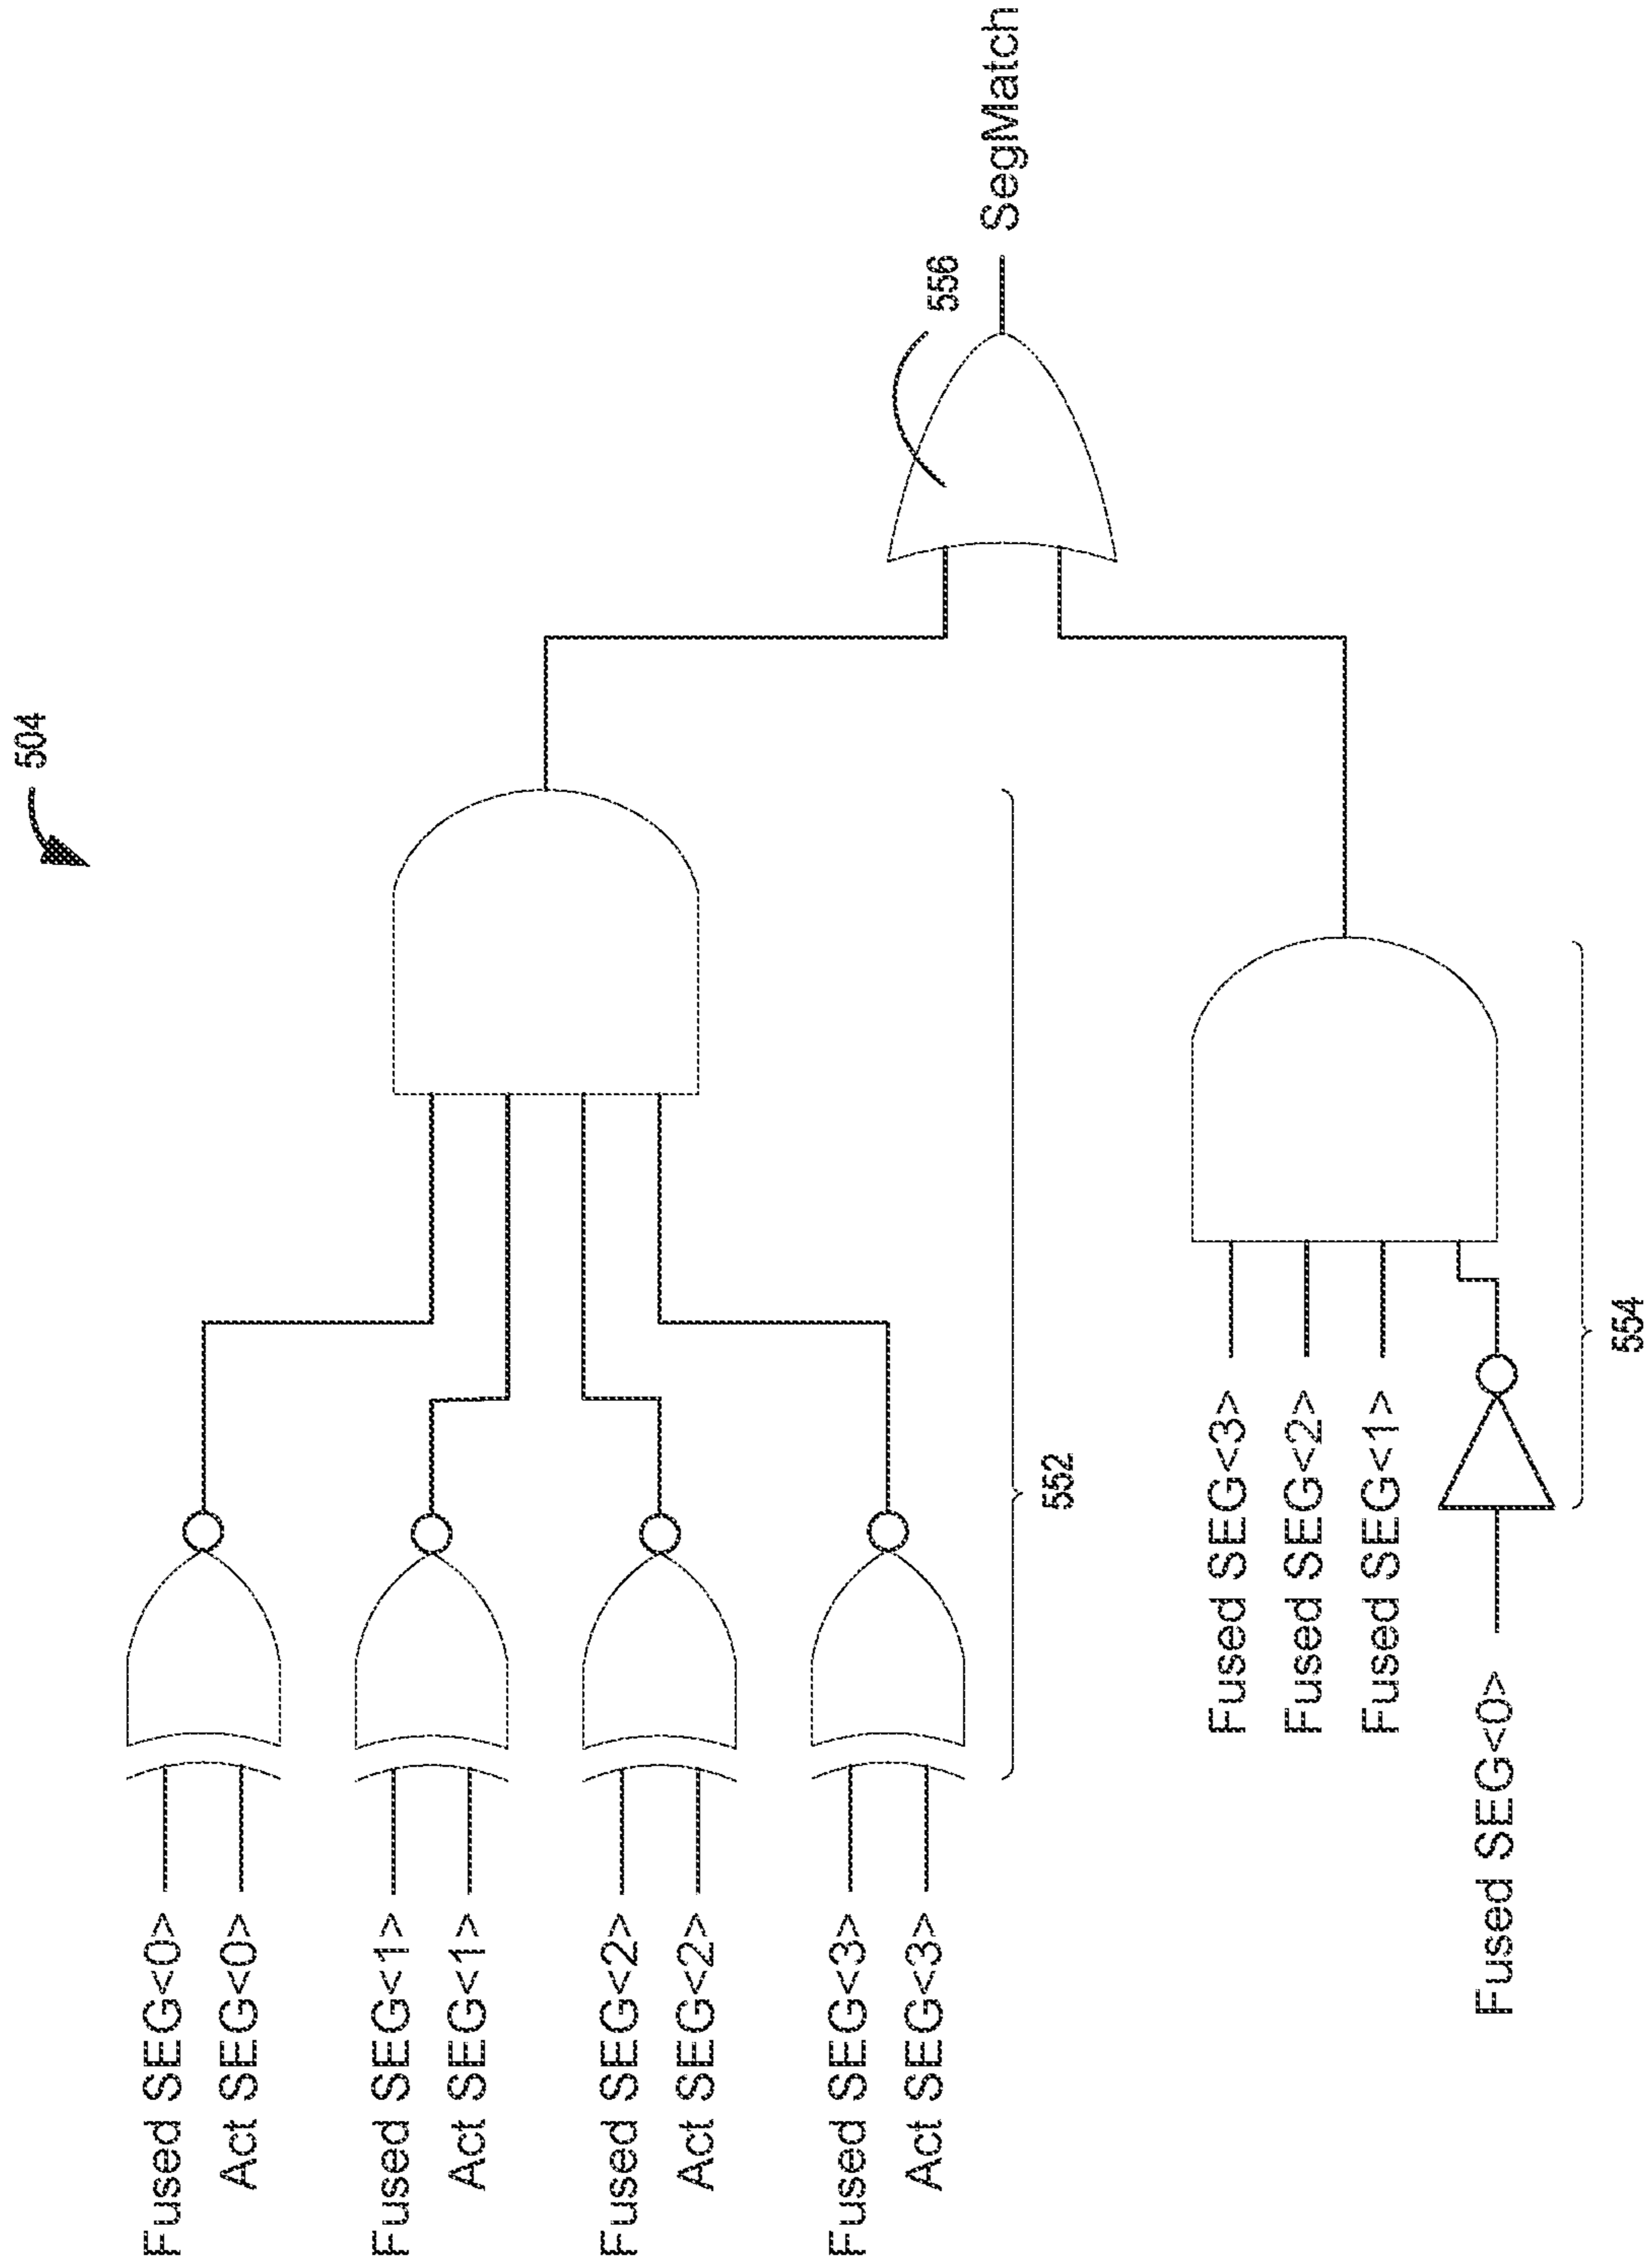 504
Fused SEG<0>
Act SEG<0>
Fused SEG<1>
Act SEG<1>
Fused SEG<2>
Act SEG<2>
Fused SEG<3>
Act SEG<3>
552
556
SegMatch
Fused SEG<3>
Fused SEG<2>
Fused SEG<1>
Fused SEG<0>
554